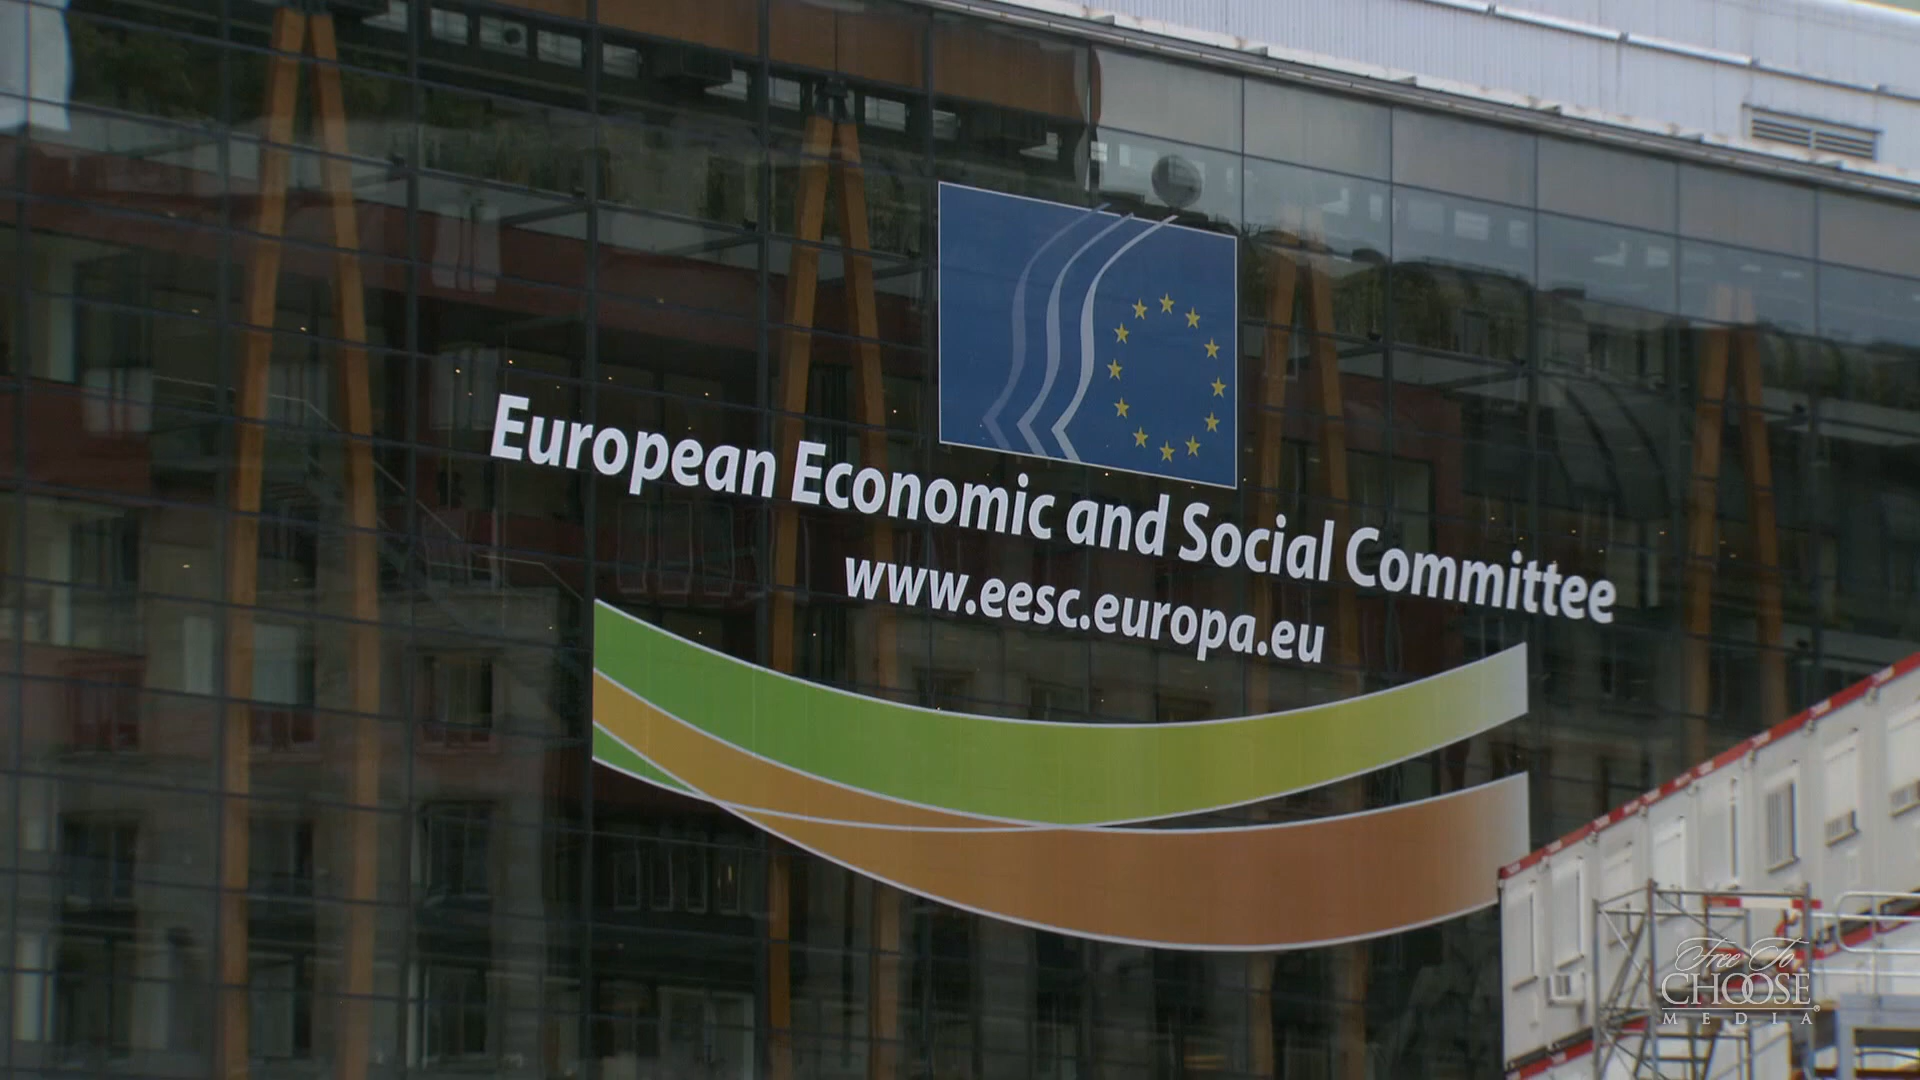 European Economic and Social Committee
www.eesc.europa.eu
Free To
CHOOSE
MEDIA